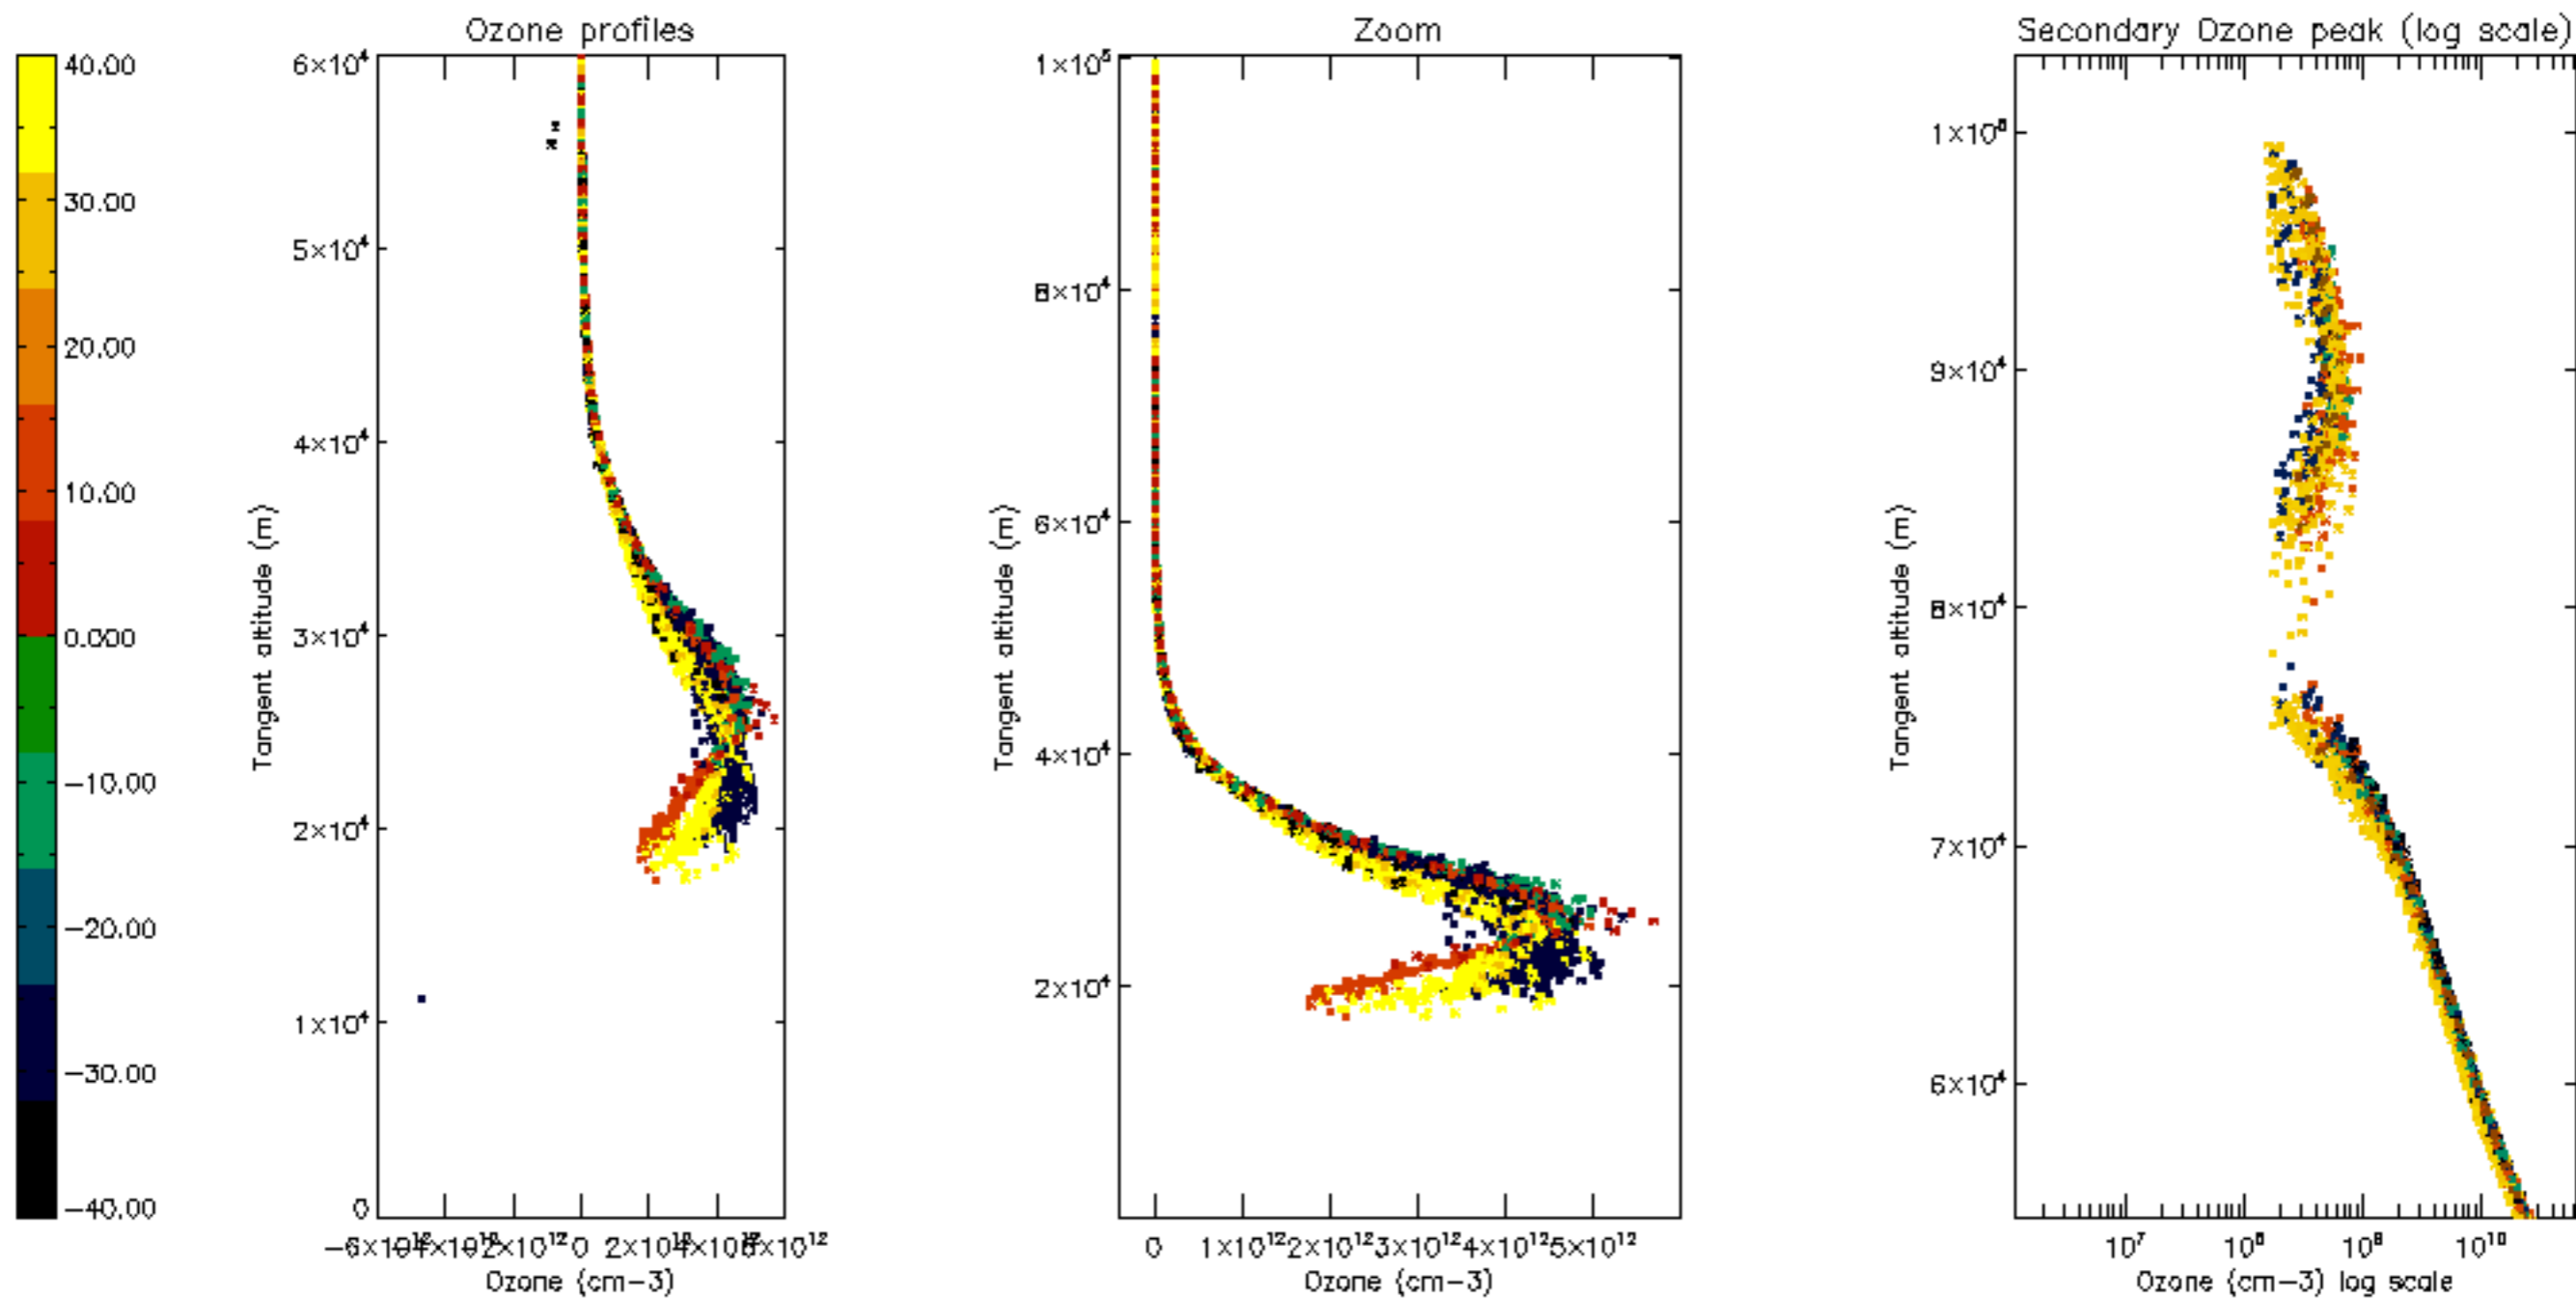 Ozone profiles
Zoom
Secondary Ozone peak (log scale)
40.00
30.00
20.00
10.00
-10.00
-20.00
-30.00
-40.00
Tangent altitude (m)
6×10⁴
5×10⁴
4×10⁴
3×10⁴
2×10⁴
1×10⁴
0
0
Ozone (cm-3)
Tangent altitude (m)
1×10⁵
8×10⁴
6×10⁴
4×10⁴
2×10⁴
0 1×10¹² 2×10¹² 3×10¹² 4×10¹² 5×10¹²
Ozone (cm-3)
Tangent altitude (m)
9×10⁴
8×10⁴
7×10⁴
6×10⁴
10⁷ 10⁸ 10⁹ 10¹⁰
Ozone (cm-3) log scale